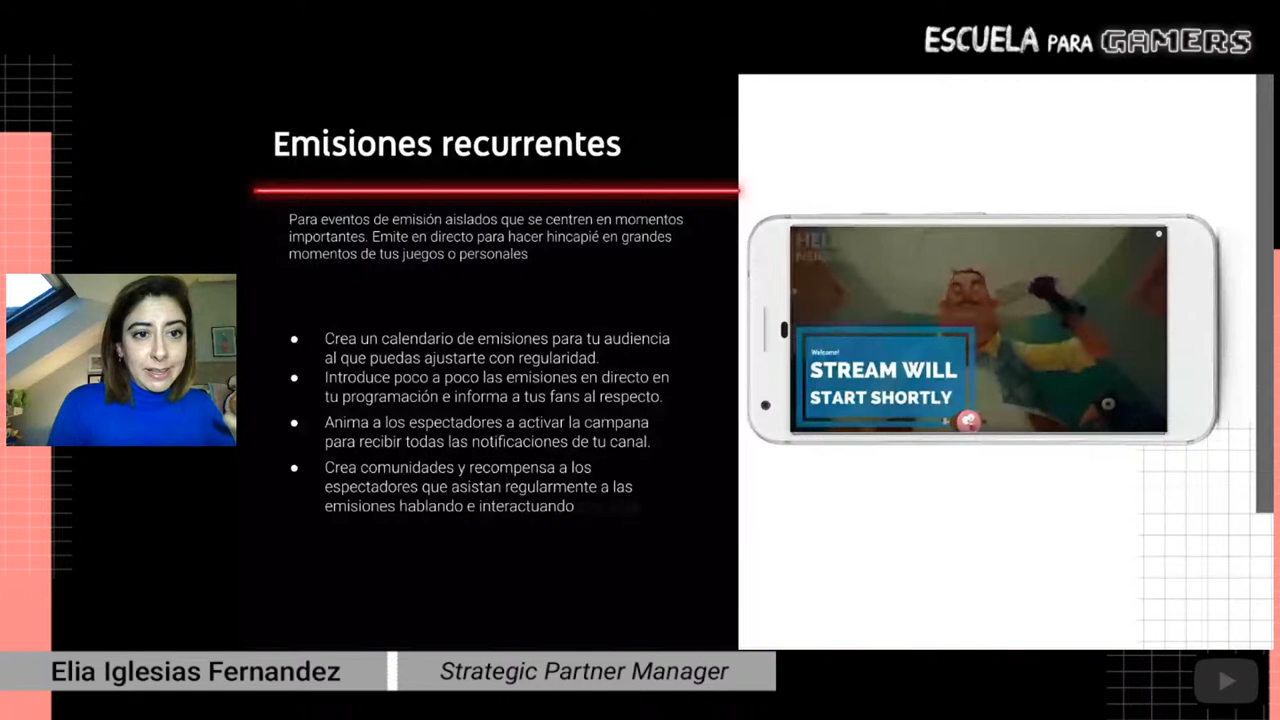 ESCUELA PARA GAMERS
Emisiones recurrentes
Para eventos de emisión aislados que se centren en momentos
importantes. Emite en directo para hacer hincapié en grandes
momentos de tus juegos o personales
● Crea un calendario de emisiones para tu audiencia
al que puedas ajustarte con regularidad.
● Introduce poco a poco las emisiones en directo en
tu programación e informa a tus fans al respecto.
● Anima a los espectadores a activar la campana
para recibir todas las notificaciones de tu canal.
● Crea comunidades y recompensa a los
espectadores que asistan regularmente a las
emisiones hablando e interactuando
Welcome!
STREAM WILL
START SHORTLY
Elia Iglesias Fernandez
Strategic Partner Manager